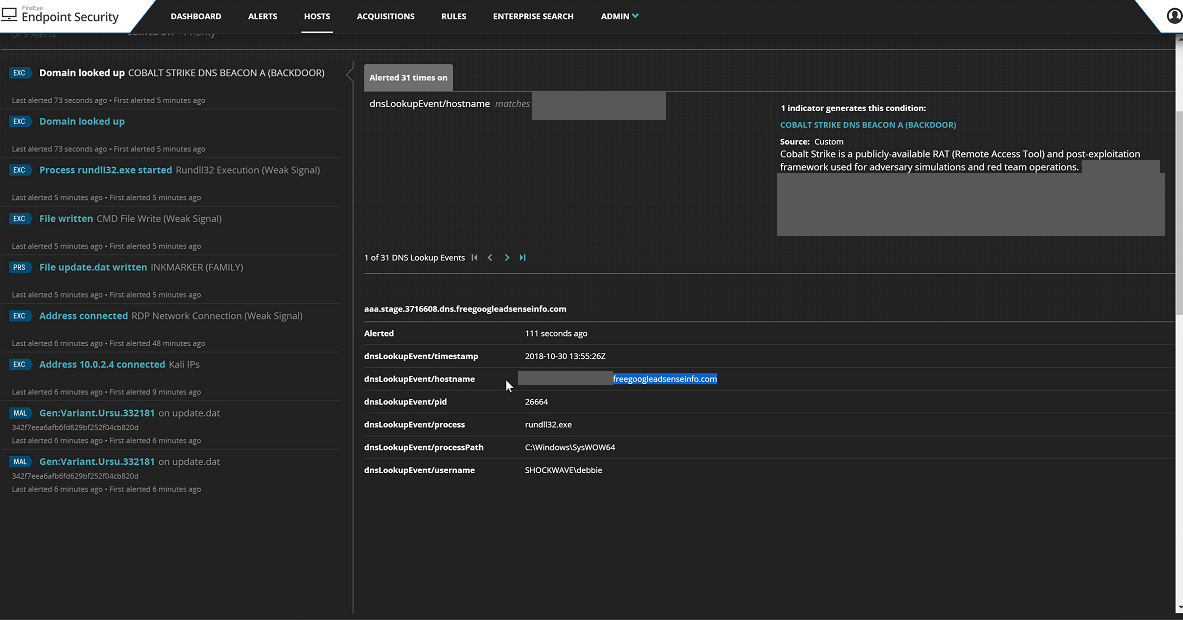 FireEye
Endpoint Security
DASHBOARD
ALERTS
HOSTS
ACQUISITIONS
RULES
ENTERPRISE SEARCH
ADMIN
of 9 Alerts
Priority
EXC Domain looked up COBALT STRIKE DNS BEACON A (BACKDOOR)
Last alerted 73 seconds ago • First alerted 5 minutes ago
EXC Domain looked up
Last alerted 73 seconds ago • First alerted 5 minutes ago
EXC Process rundll32.exe started Rundll32 Execution (Weak Signal)
Last alerted 5 minutes ago • First alerted 5 minutes ago
EXC File written CMD File Write (Weak Signal)
Last alerted 5 minutes ago • First alerted 5 minutes ago
PRS File update.dat written INKMARKER (FAMILY)
Last alerted 5 minutes ago • First alerted 5 minutes ago
EXC Address connected RDP Network Connection (Weak Signal)
Last alerted 6 minutes ago • First alerted 48 minutes ago
EXC Address 10.0.2.4 connected Kali IPs
Last alerted 6 minutes ago • First alerted 9 minutes ago
MAL Gen:Variant.Ursu.332181 on update.dat
342f7eea6afb6fd629bf252f04cb820d
Last alerted 6 minutes ago • First alerted 6 minutes ago
MAL Gen:Variant.Ursu.332181 on update.dat
342f7eea6afb6fd629bf252f04cb820d
Last alerted 6 minutes ago • First alerted 6 minutes ago
Alerted 31 times on
dnsLookupEvent/hostname matches
1 indicator generates this condition:
COBALT STRIKE DNS BEACON A (BACKDOOR)
Source: Custom
Cobalt Strike is a publicly-available RAT (Remote Access Tool) and post-exploitation
framework used for adversary simulations and red team operations.
1 of 31 DNS Lookup Events
aaa.stage.3716608.dns.freegoogleadsenseinfo.com
Alerted 111 seconds ago
dnsLookupEvent/timestamp 2018-10-30 13:55:26Z
dnsLookupEvent/hostname freegoogleadsenseinfo.com
dnsLookupEvent/pid 26664
dnsLookupEvent/process rundll32.exe
dnsLookupEvent/processPath C:\Windows\SysWOW64
dnsLookupEvent/username SHOCKWAVE\debbie